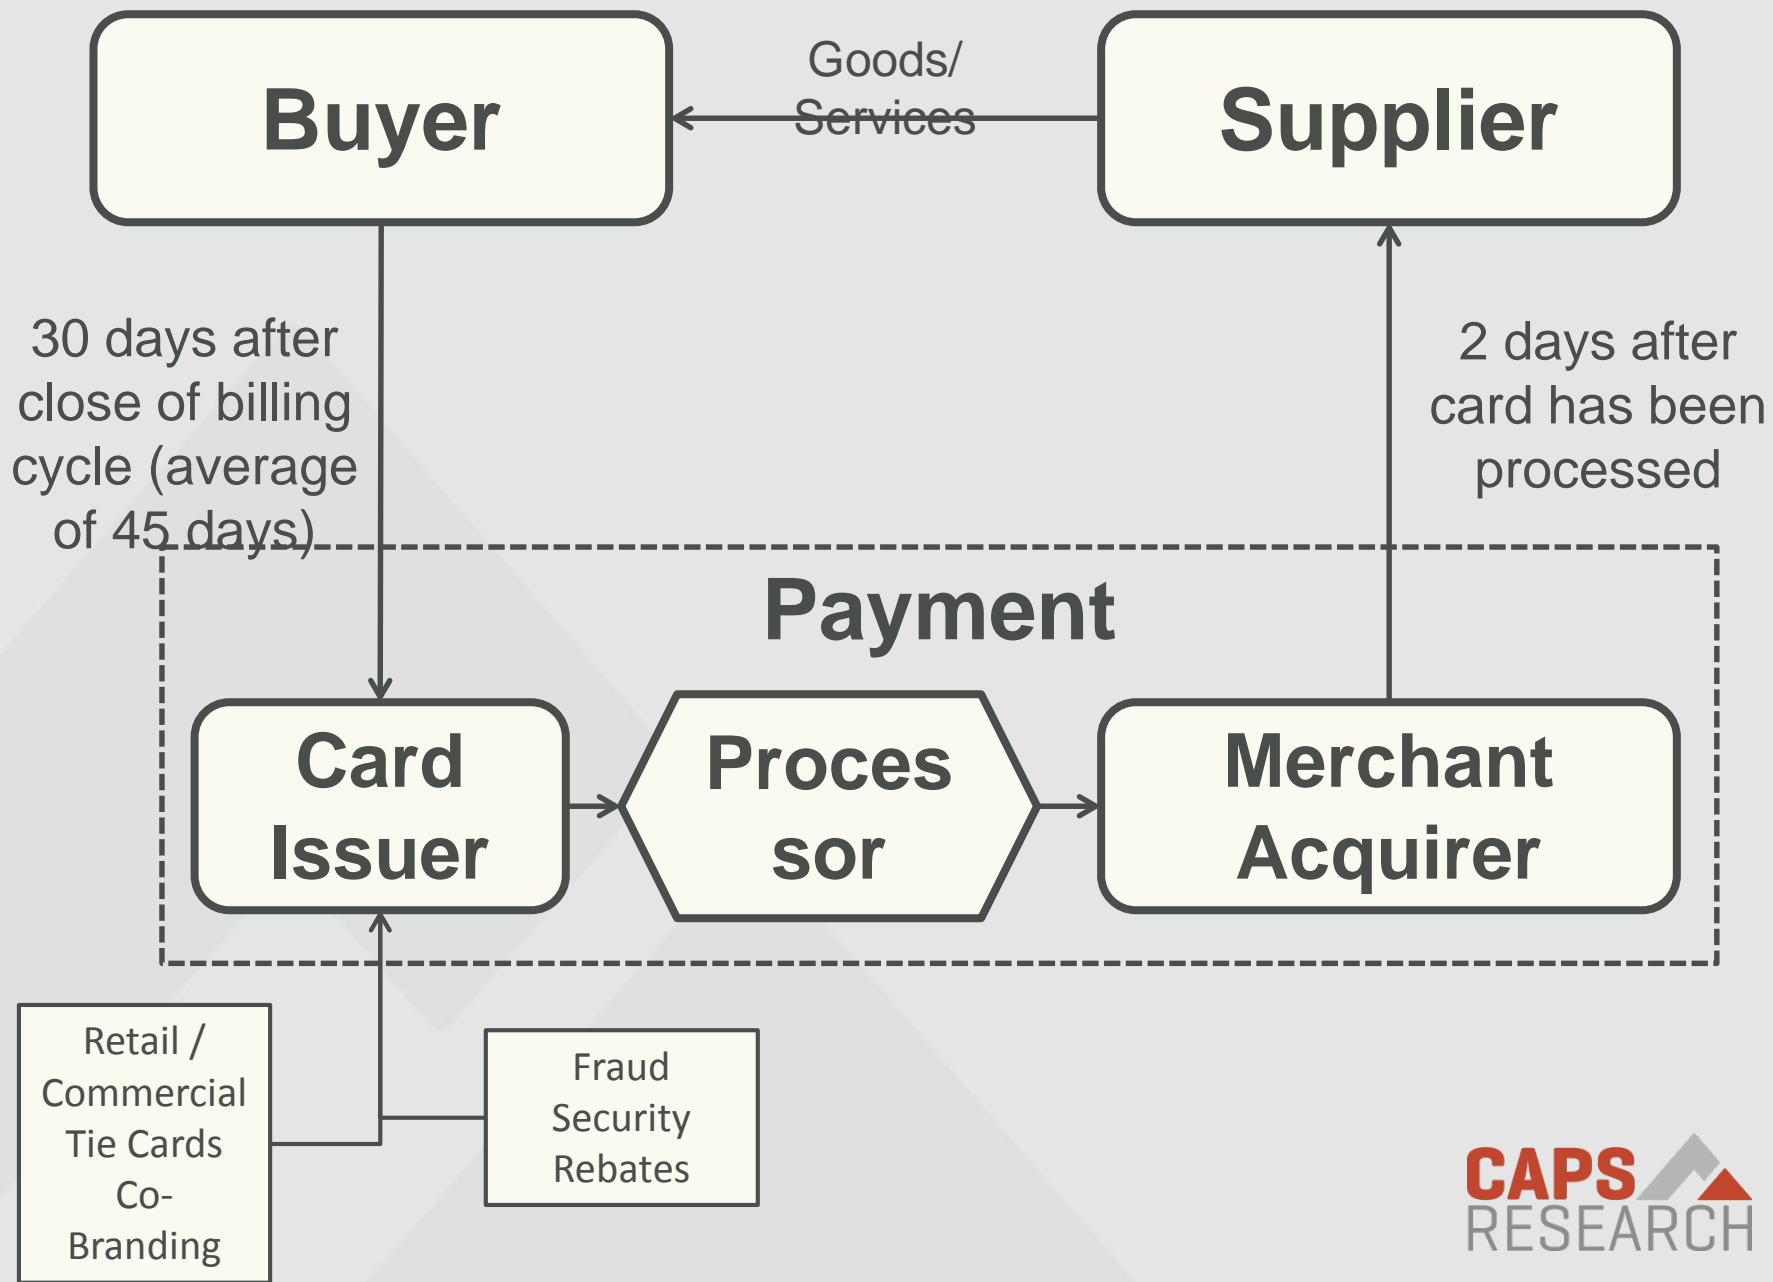 Buyer
Goods/
Services
Supplier
30 days after
close of billing
cycle (average
of 45 days)
2 days after
card has been
processed
Payment
Card
Issuer
Proces
sor
Merchant
Acquirer
Retail /
Commercial
Tie Cards
Co-
Branding
Fraud
Security
Rebates
CAPS
RESEARCH